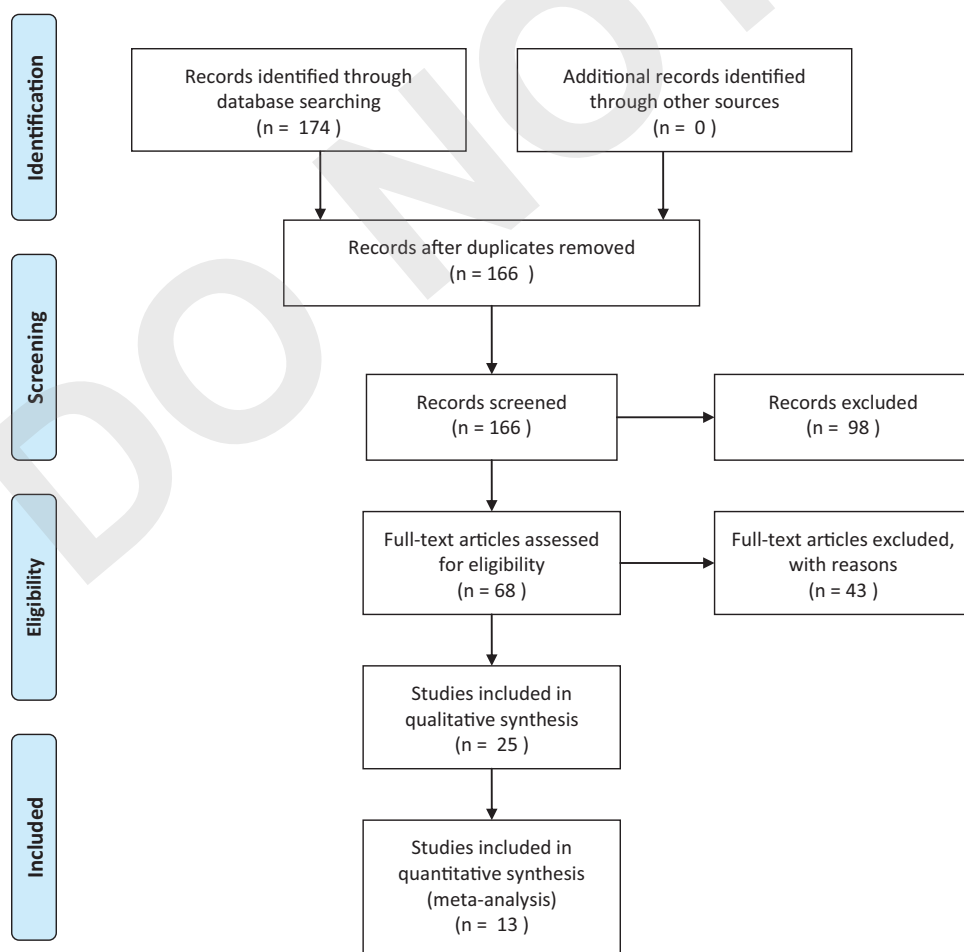 Identification
Records identified through
database searching
(n = 174 )
Additional records identified
through other sources
(n = 0 )
Records after duplicates removed
(n = 166 )
Screening
Records screened
(n = 166 )
Records excluded
(n = 98 )
Eligibility
Full-text articles assessed
for eligibility
(n = 68 )
Full-text articles excluded,
with reasons
(n = 43 )
Studies included in
qualitative synthesis
(n = 25 )
Included
Studies included in
quantitative synthesis
(meta-analysis)
(n = 13 )
DO NOT